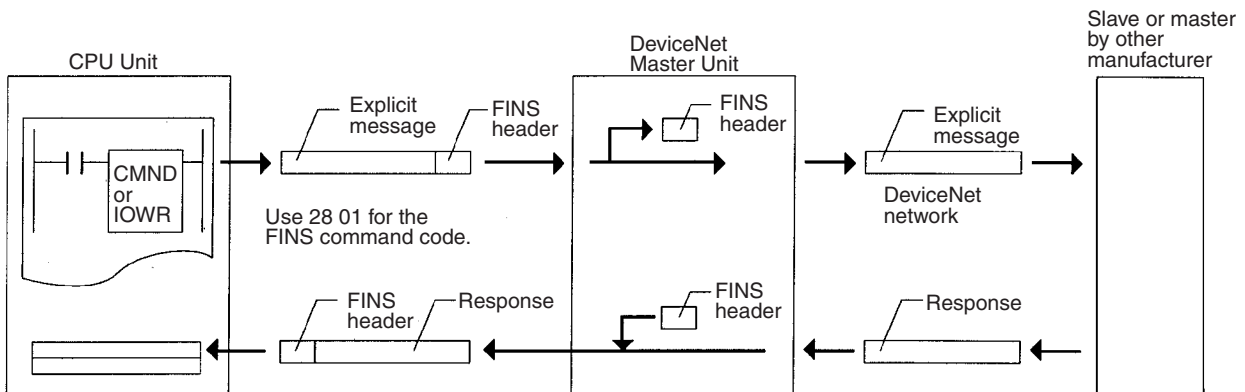 CPU Unit
DeviceNet
Master Unit
Slave or master
by other
manufacturer
Explicit
message
FINS
header
FINS
header
Explicit
message
CMND
or
IOWR
Use 28 01 for the
FINS command code.
DeviceNet
network
FINS
header
Response
FINS
header
Response